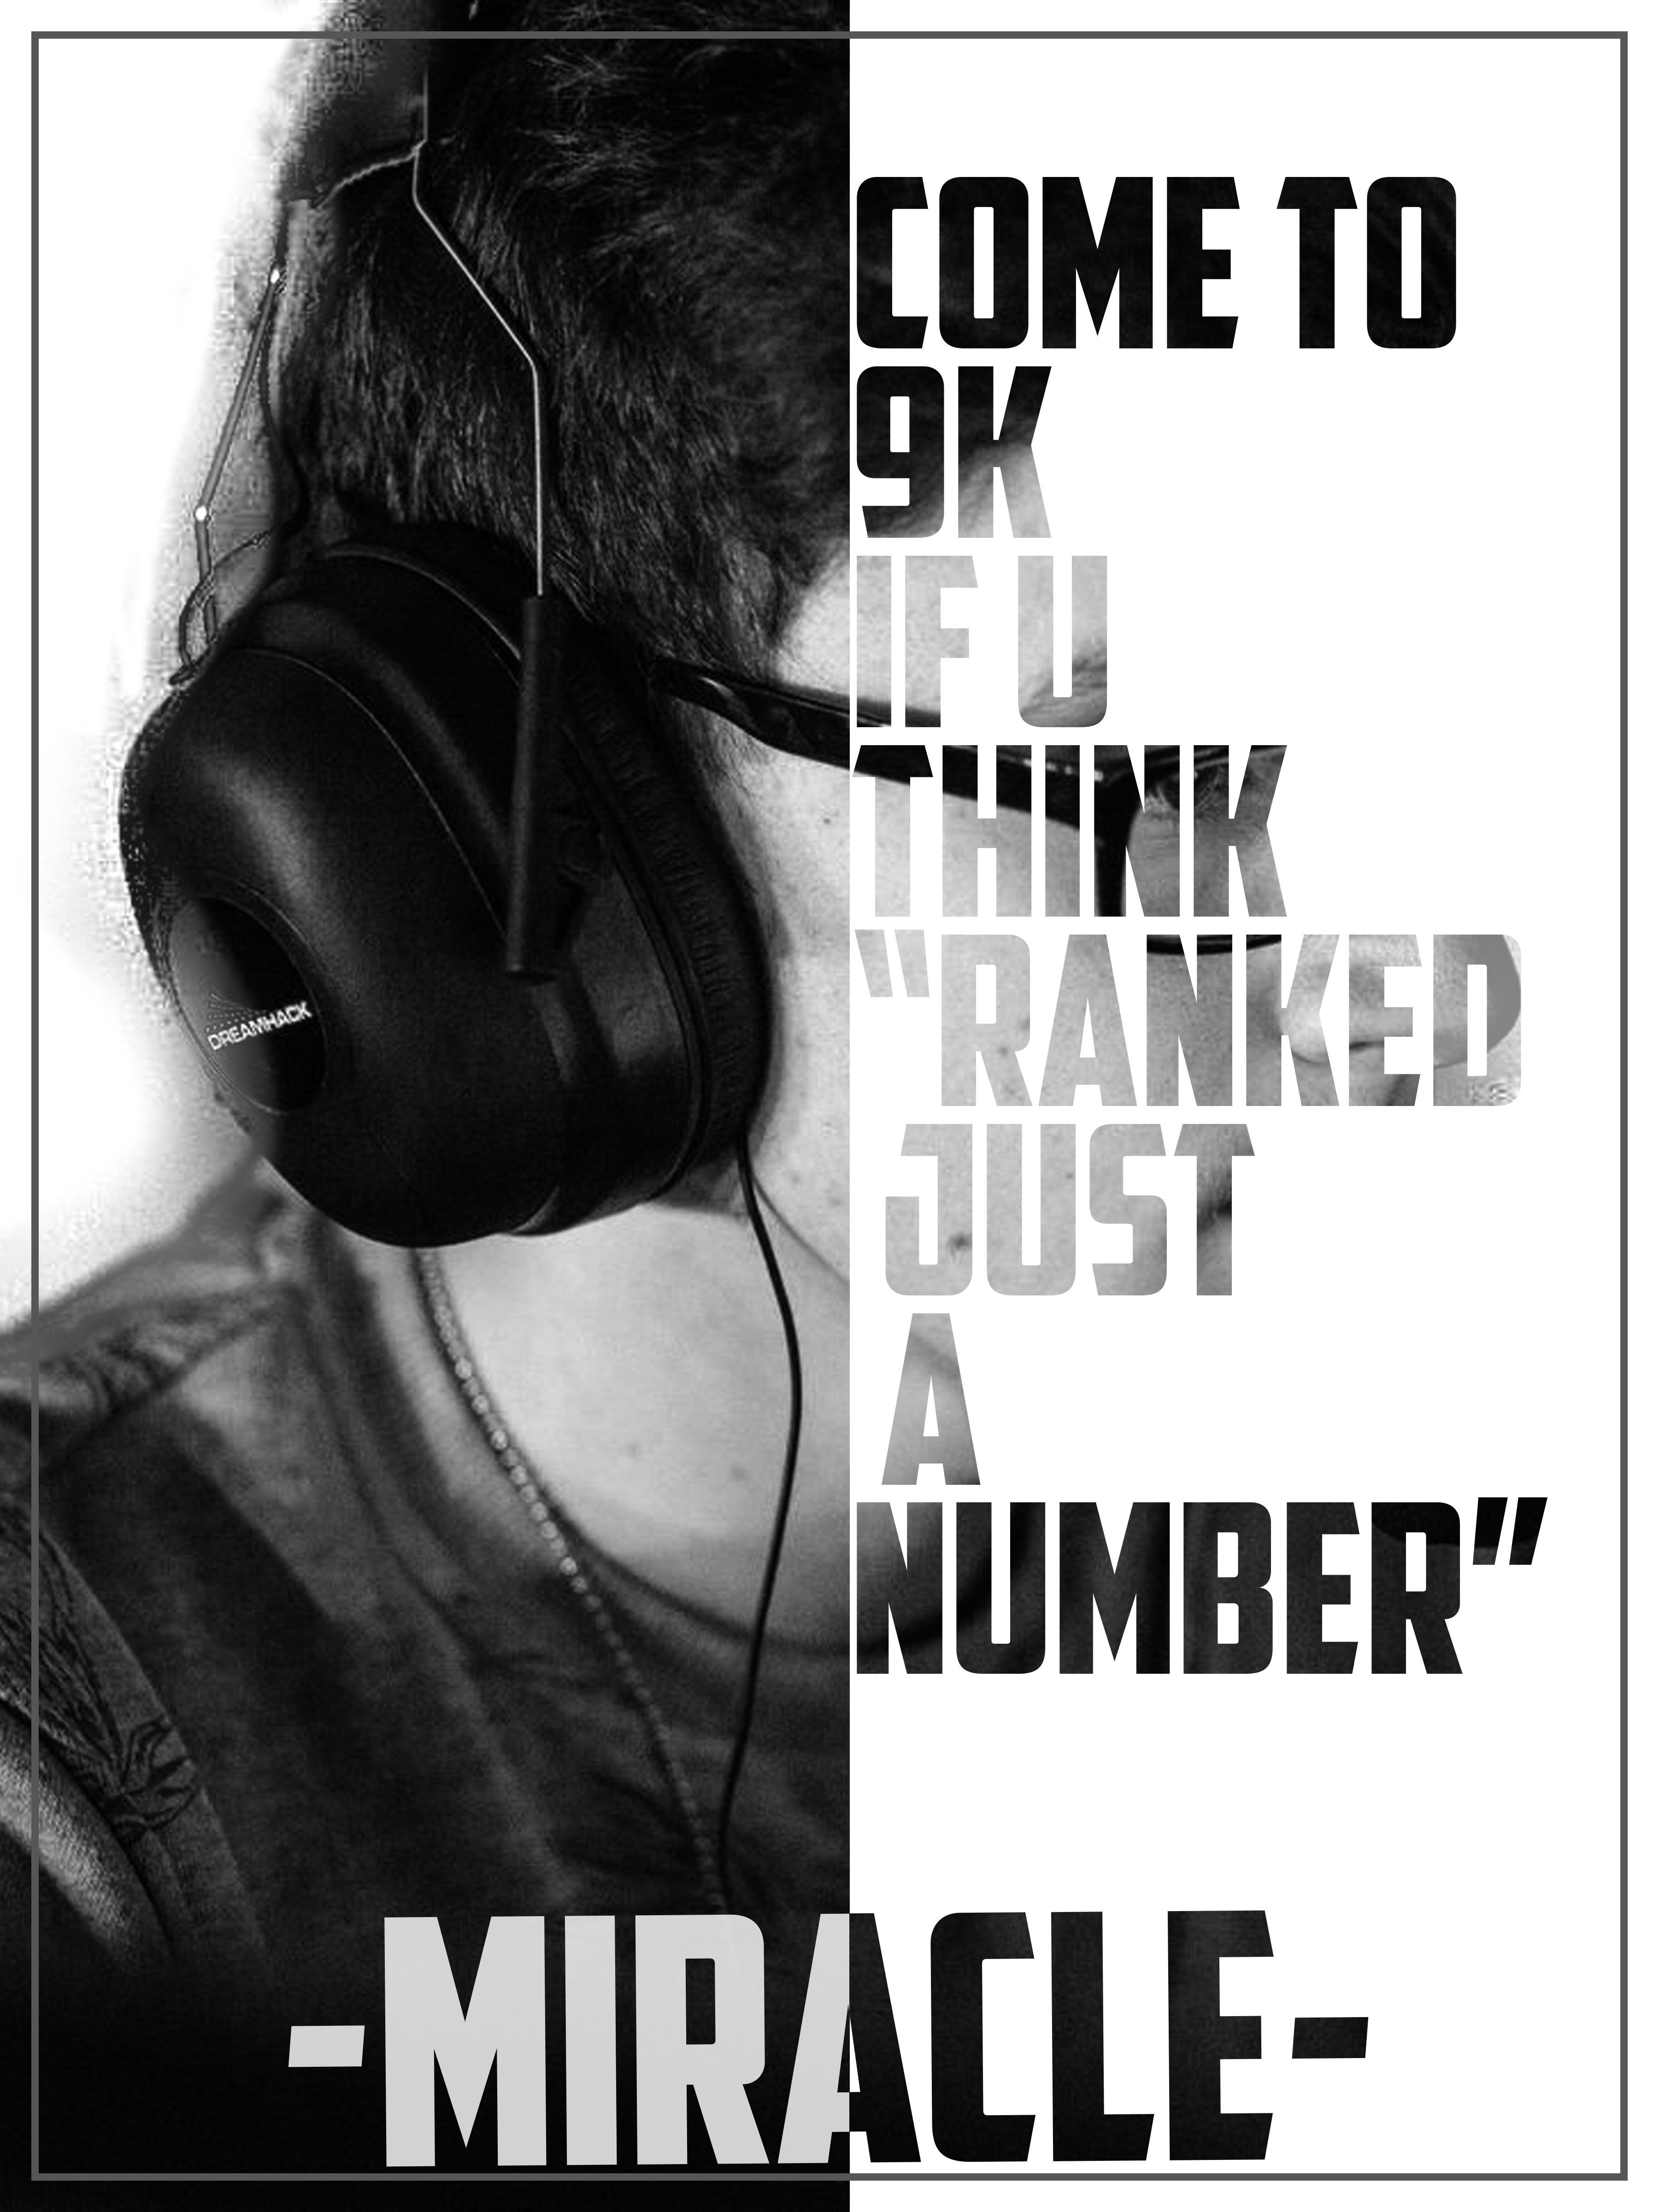 COME TO
9K
IF U
THINK
“RANKED
JUST
A
NUMBER”
DREAMHACK
-MIRACLE-